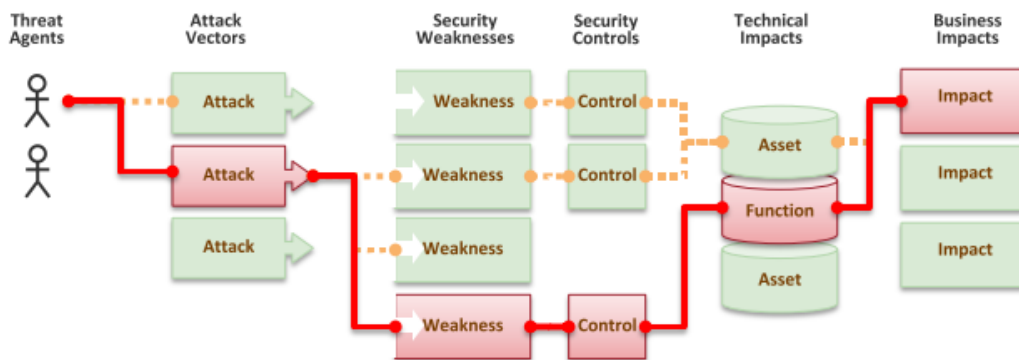 Threat
Agents
Attack
Vectors
Security
Weaknesses
Security
Controls
Technical
Impacts
Business
Impacts
Attack
Weakness
Control
Impact
Asset
Attack
Weakness
Control
Impact
Function
Attack
Weakness
Impact
Asset
Weakness
Control